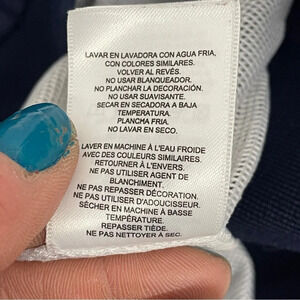 LAVAR EN LAVADORA CON AGUA FRIA,
CON COLORES SIMILARES.
VOLVER AL REVÉS.
NO USAR BLANQUEADOR.
NO PLANCHAR LA DECORACIÓN.
NO USAR SUAVISANTE.
SECAR EN SECADORA A BAJA
TEMPERATURA.
PLANCHA FRIA.
NO LAVAR EN SECO.
LAVER EN MACHINE À L'EAU FROIDE
AVEC DES COULEURS SIMILAIRES.
RETOURNER À L'ENVERS.
NE PAS UTILISER AGENT DE
BLANCHIMENT.
NE PAS REPASSER DÉCORATION.
NE PAS UTILISER D'ADOUCISSEUR.
SÉCHER EN MACHINE À BASSE
TEMPÉRATURE.
REPASSER TIÈDE.
NE PAS NETTOYER À SEC.